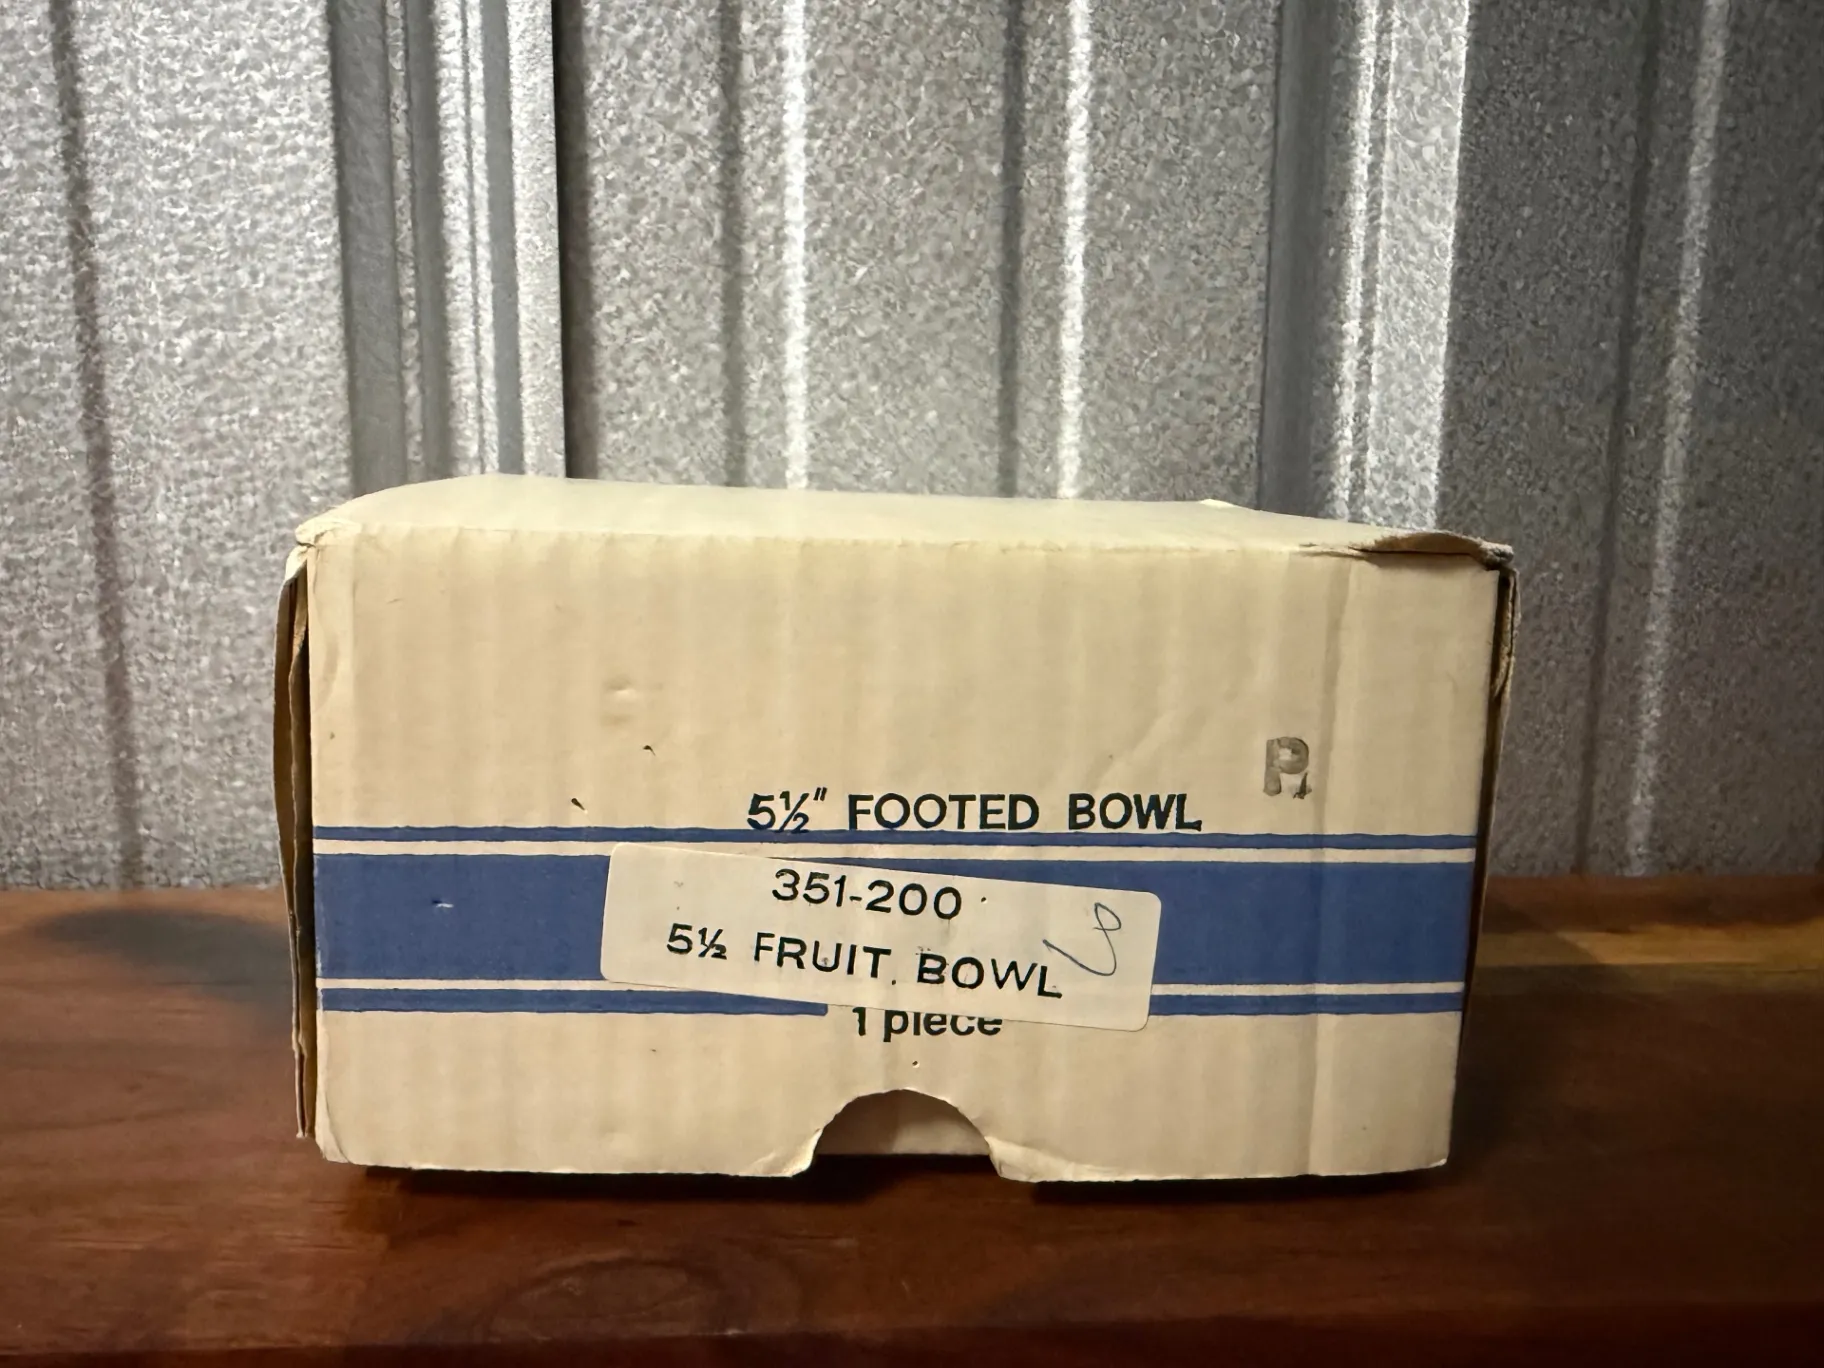 P.
5½" FOOTED BOWL
351-200
5½ FRUIT. BOWL
1 piece